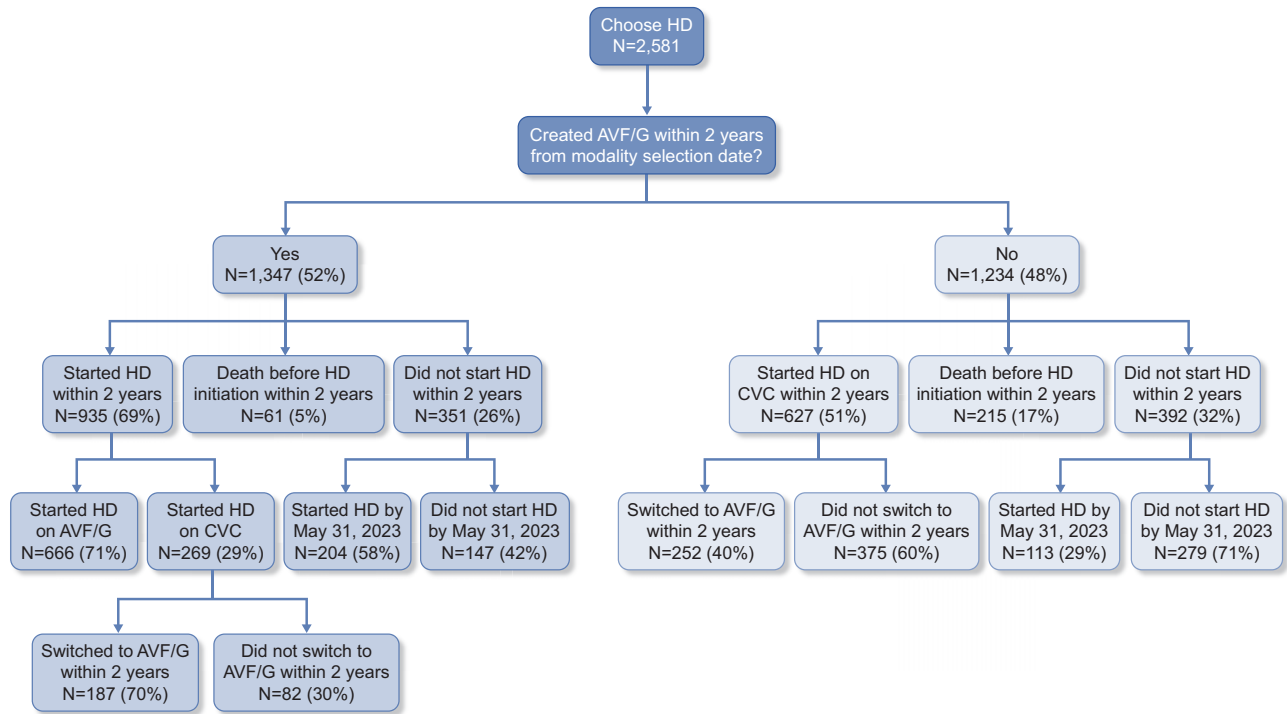 Choose HD
N=2,581
Created AVF/G within 2 years
from modality selection date?
Yes
N=1,347 (52%)
No
N=1,234 (48%)
Started HD
within 2 years
N=935 (69%)
Death before HD
initiation within 2 years
N=61 (5%)
Did not start HD
within 2 years
N=351 (26%)
Started HD on
CVC within 2 years
N=627 (51%)
Death before HD
initiation within 2 years
N=215 (17%)
Did not start HD
within 2 years
N=392 (32%)
Started HD
on AVF/G
N=666 (71%)
Started HD
on CVC
N=269 (29%)
Started HD by
May 31, 2023
N=204 (58%)
Did not start HD
by May 31, 2023
N=147 (42%)
Switched to AVF/G
within 2 years
N=252 (40%)
Did not switch to
AVF/G within 2 years
N=375 (60%)
Started HD by
May 31, 2023
N=113 (29%)
Did not start HD
by May 31, 2023
N=279 (71%)
Switched to AVF/G
within 2 years
N=187 (70%)
Did not switch to
AVF/G within 2 years
N=82 (30%)